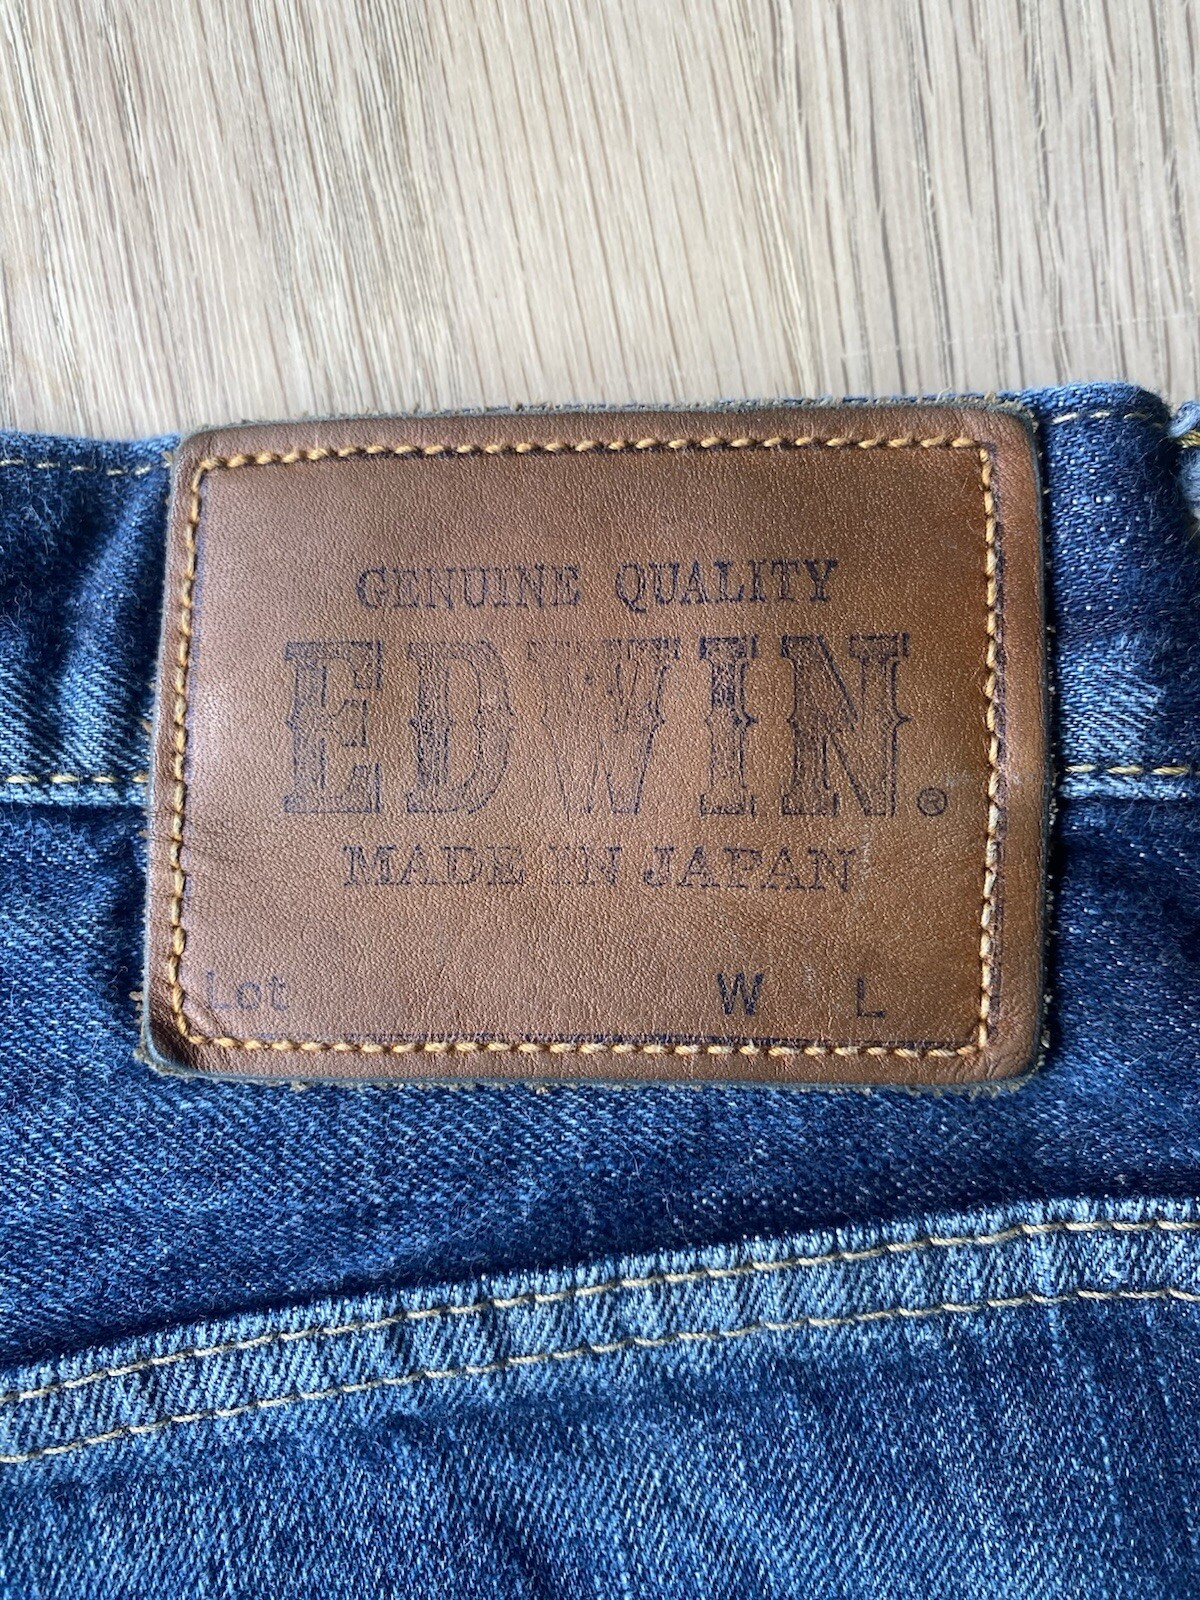 GENUINE QUALITY
EDWIN®
MADE IN JAPAN
Lot W L